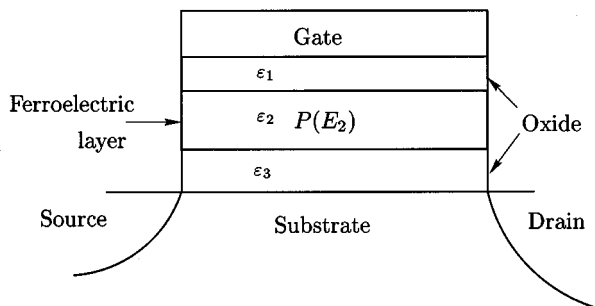 Gate
ε₁
Ferroelectric
layer
ε₂ P(E₂)
Oxide
ε₃
Source
Substrate
Drain